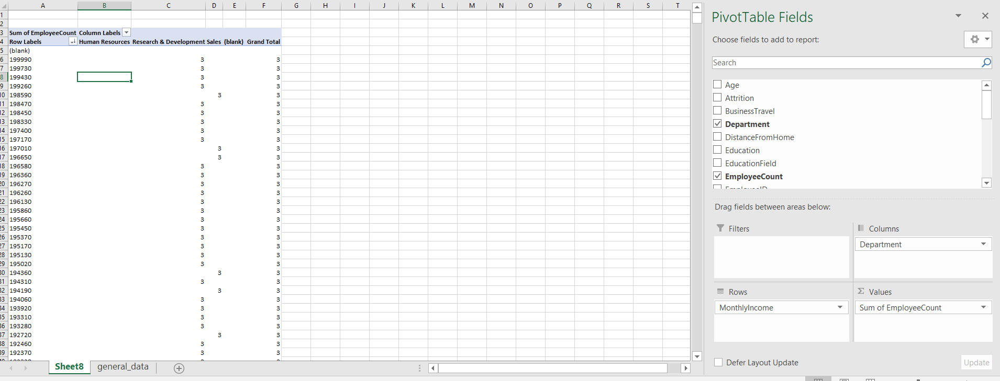 A B C D E F G H I J K L M N O P Q R S T
1
2
3 Sum of EmployeeCount Column Labels
4 Row Labels Human Resources Research & Development Sales (blank) Grand Total
5 (blank)
6 199990 3 3
7 199730 3 3
8 199430 3 3
9 199260 3 3
10 198590 3 3
11 198470 3 3
12 198450 3 3
13 198330 3 3
14 197400 3 3
15 197170 3 3
16 197010 3 3
17 196650 3 3
18 196580 3 3
19 196360 3 3
20 196270 3 3
21 196260 3 3
22 196130 3 3
23 195860 3 3
24 195660 3 3
25 195450 3 3
26 195370 3 3
27 195170 3 3
28 195130 3 3
29 195020 3 3
30 194360 3 3
31 194310 3 3
32 194190 3 3
33 194060 3 3
34 193920 3 3
35 193310 3 3
36 193280 3 3
37 192720 3 3
38 192460 3 3
39 192370 3 3
Sheet8 general_data
PivotTable Fields
Choose fields to add to report:
Search
Age
Attrition
BusinessTravel
Department
DistanceFromHome
Education
EducationField
EmployeeCount
EmployeeID
Drag fields between areas below:
Filters
Columns
Department
Rows
Σ Values
MonthlyIncome
Sum of EmployeeCount
Defer Layout Update
Update